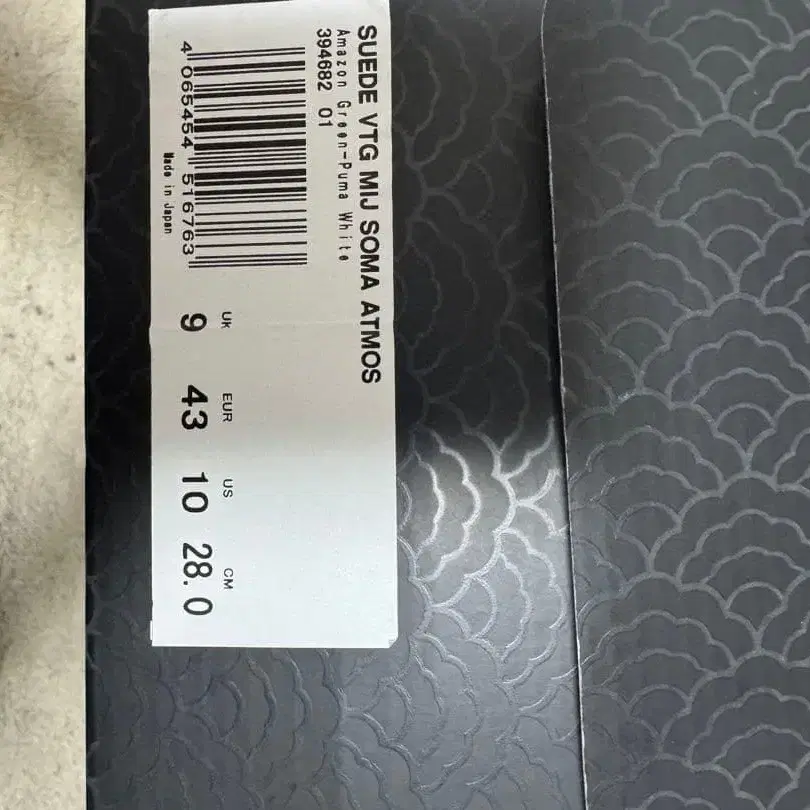 SUEDE VTG MIJ SOMA ATMOS
Amazon Green-Puma White
394682 01
4 065454 516763
Made in Japan
UK EUR US CM
9 43 10 28.0